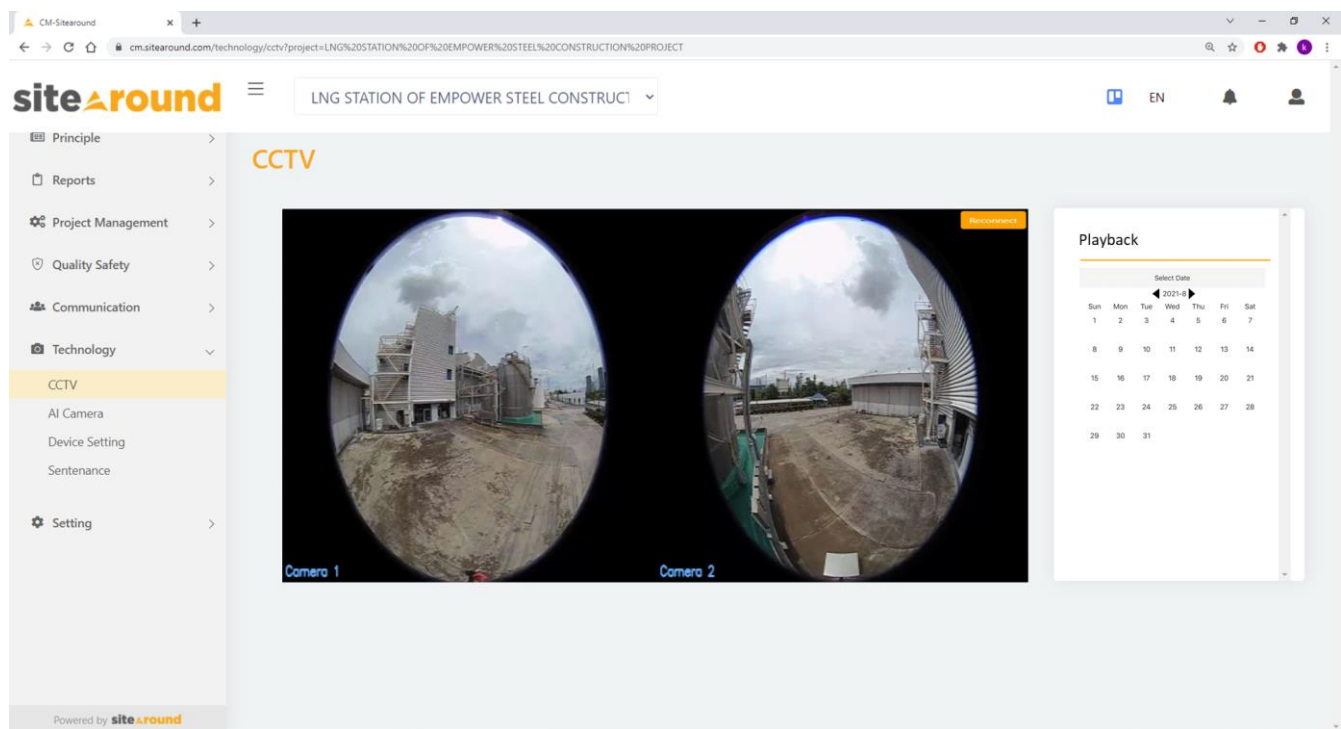 CM-Sitearound
cm.sitearound.com/technology/cctv?project=LNG%20STATION%20OF%20EMPOWER%20STEEL%20CONSTRUCTION%20PROJECT
k
sitearound
LNG STATION OF EMPOWER STEEL CONSTRUCT
EN
Principle
Reports
Project Management
Quality Safety
Communication
Technology
CCTV
AI Camera
Device Setting
Sentenance
Setting
Powered by sitearound
CCTV
Reconnect
Camera 1
Camera 2
Playback
Select Date
2021-8
Sun Mon Tue Wed Thu Fri Sat
1 2 3 4 5 6 7
8 9 10 11 12 13 14
15 16 17 18 19 20 21
22 23 24 25 26 27 28
29 30 31